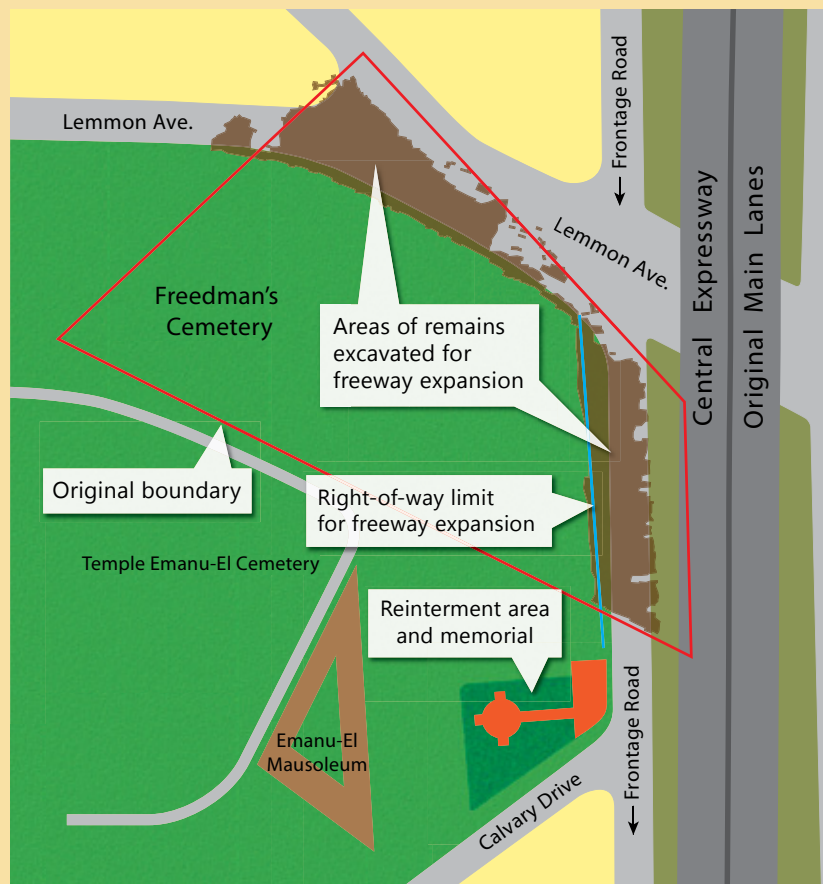 Lemmon Ave.
← Frontage Road
Lemmon Ave.
Central Expressway
Original Main Lanes
Freedman's
Cemetery
Areas of remains
excavated for
freeway expansion
Original boundary
Right-of-way limit
for freeway expansion
Temple Emanu-El Cemetery
Reinterment area
and memorial
Emanu-El
Mausoleum
Calvary Drive
← Frontage Road